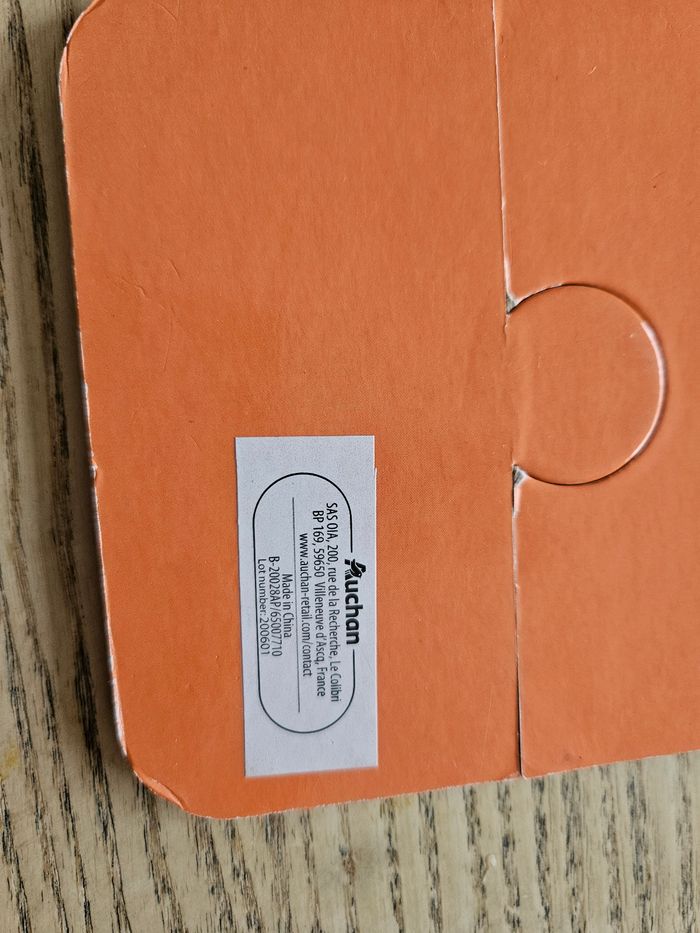 Auchan
SAS OIA, 200, rue de la Recherche, Le Colibri
BP 169, 59650 Villeneuve d'Ascq, France
www.auchan-retail.com/contact
Made in China
B-20028AP/65007710
Lot number: 200601